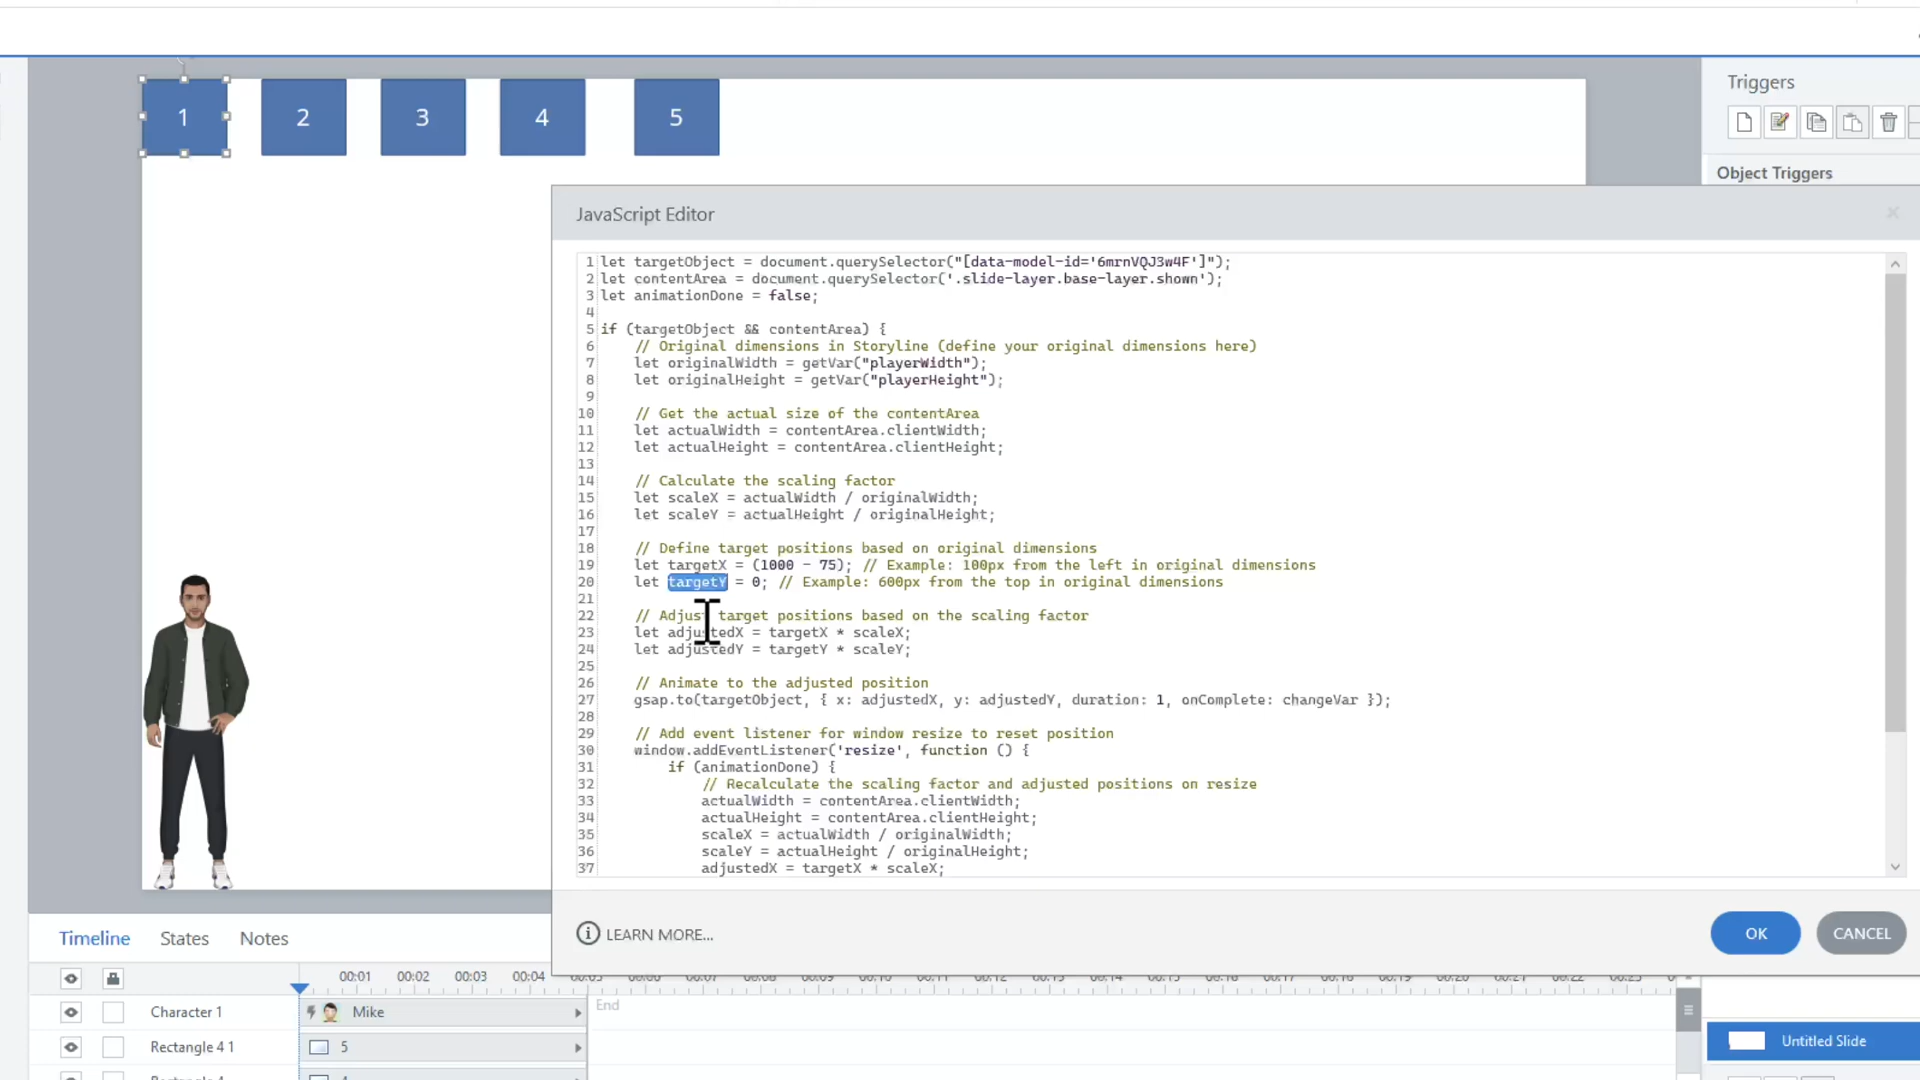 1
2
3
4
5
Triggers
Object Triggers
JavaScript Editor
1 let targetObject = document.querySelector("[data-model-id='6mrnVQJ3w4F']");
2 let contentArea = document.querySelector('.slide-layer.base-layer.shown');
3 let animationDone = false;
4
5 if (targetObject && contentArea) {
6 // Original dimensions in Storyline (define your original dimensions here)
7 let originalWidth = getVar("playerWidth");
8 let originalHeight = getVar("playerHeight");
9
10 // Get the actual size of the contentArea
11 let actualWidth = contentArea.clientWidth;
12 let actualHeight = contentArea.clientHeight;
13
14 // Calculate the scaling factor
15 let scaleX = actualWidth / originalWidth;
16 let scaleY = actualHeight / originalHeight;
17
18 // Define target positions based on original dimensions
19 let targetX = (1000 - 75); // Example: 100px from the left in original dimensions
20 let targetY = 0; // Example: 600px from the top in original dimensions
21
22 // Adjust target positions based on the scaling factor
23 let adjustedX = targetX * scaleX;
24 let adjustedY = targetY * scaleY;
25
26 // Animate to the adjusted position
27 gsap.to(targetObject, { x: adjustedX, y: adjustedY, duration: 1, onComplete: changeVar });
28
29 // Add event listener for window resize to reset position
30 window.addEventListener('resize', function () {
31 if (animationDone) {
32 // Recalculate the scaling factor and adjusted positions on resize
33 actualWidth = contentArea.clientWidth;
34 actualHeight = contentArea.clientHeight;
35 scaleX = actualWidth / originalWidth;
36 scaleY = actualHeight / originalHeight;
37 adjustedX = targetX * scaleX;
LEARN MORE...
OK
CANCEL
Timeline States Notes
00:01 00:02 00:03 00:04
Character 1 Mike
End
Rectangle 4 1 5
Untitled Slide